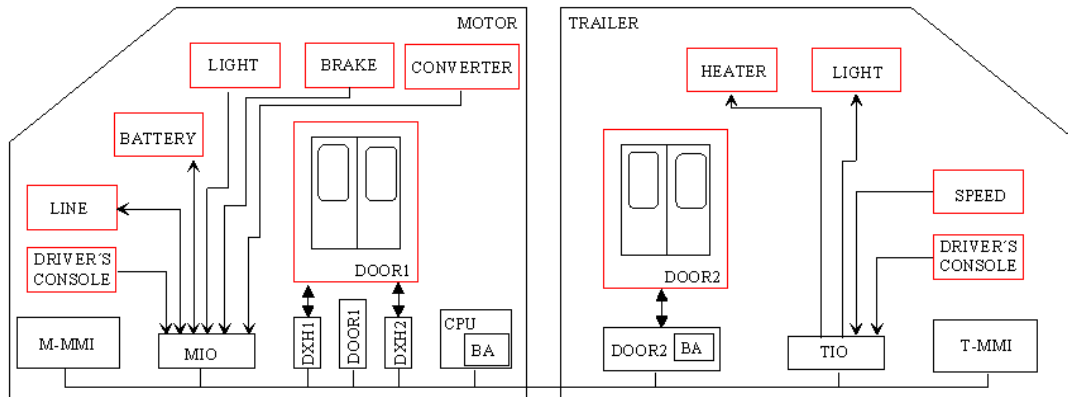 MOTOR
TRAILER
LIGHT
BRAKE
CONVERTER
HEATER
LIGHT
BATTERY
LINE
SPEED
DRIVER´S
CONSOLE
DOOR1
DOOR2
DRIVER´S
CONSOLE
M-MMI
MIO
DXH1
DOOR1
DXH2
CPU
BA
DOOR2
BA
TIO
T-MMI